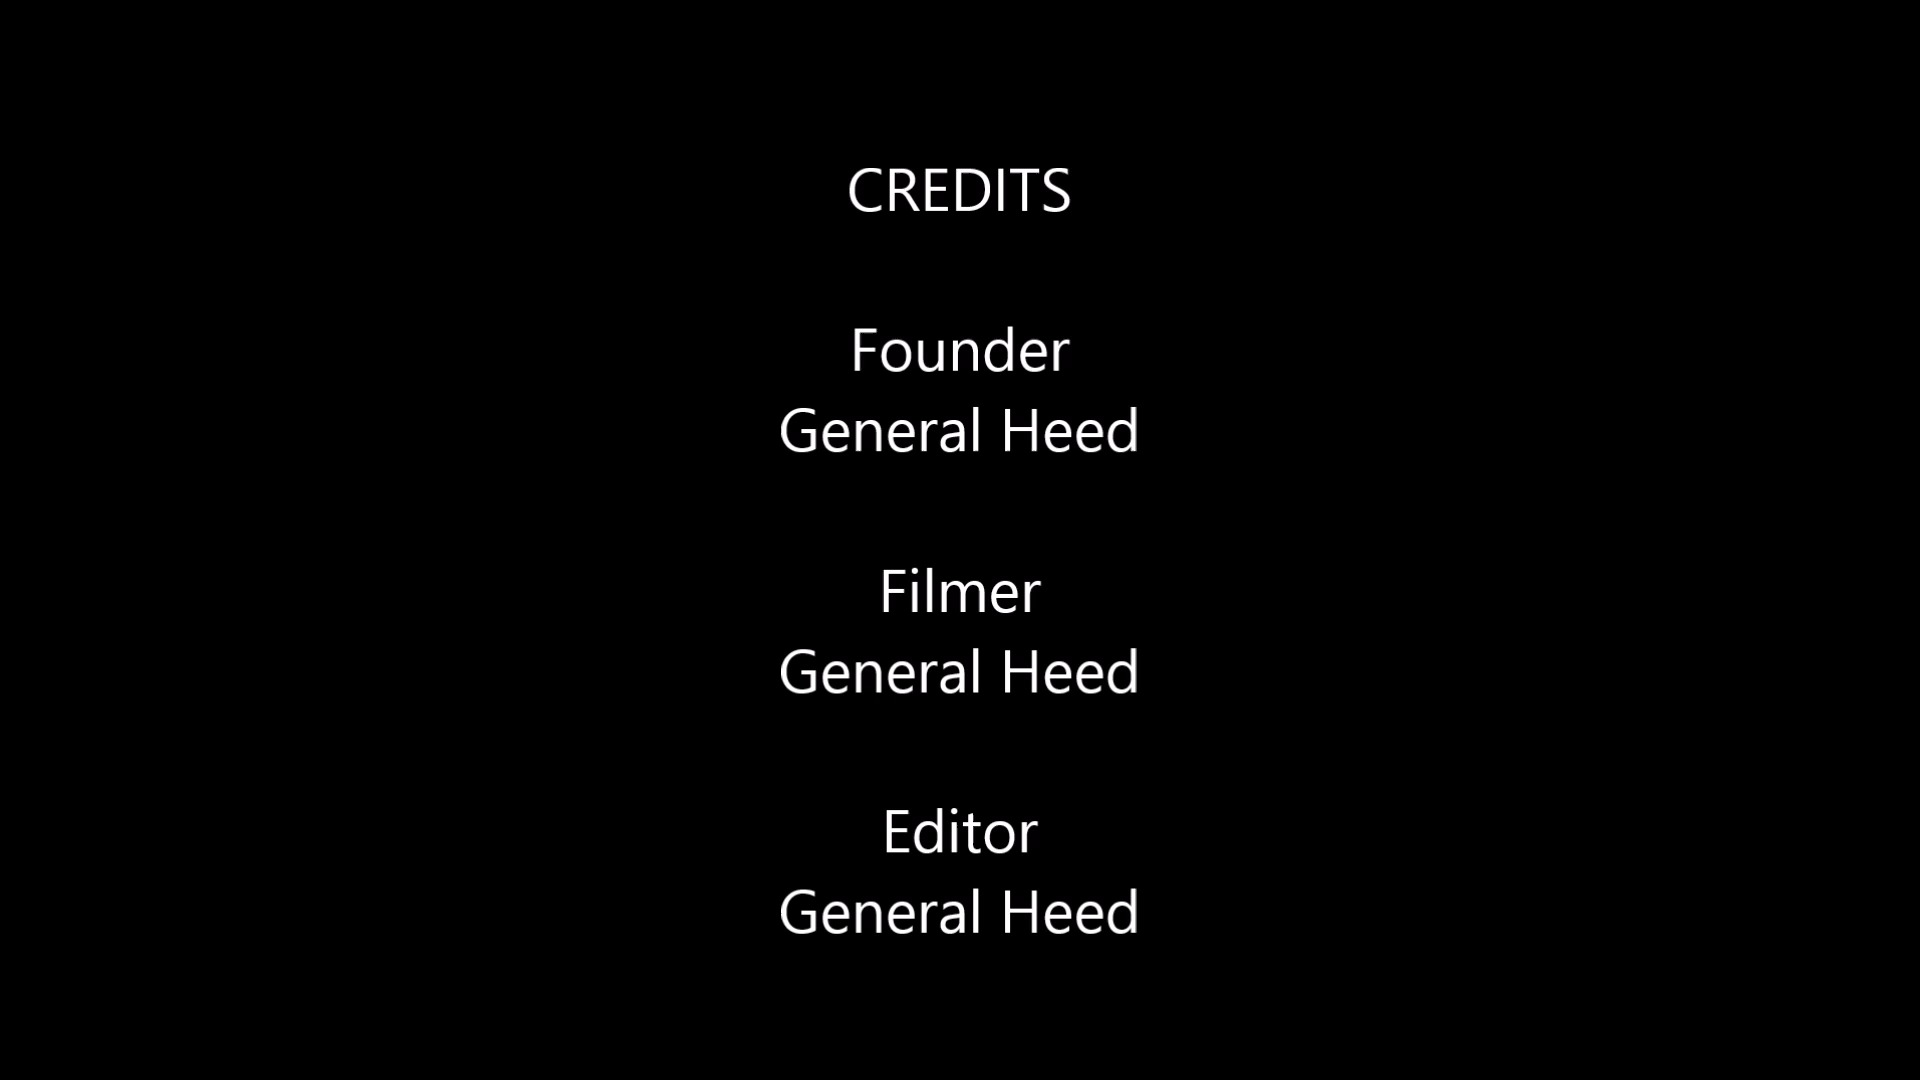 CREDITS
Founder
General Heed
Filmer
General Heed
Editor
General Heed